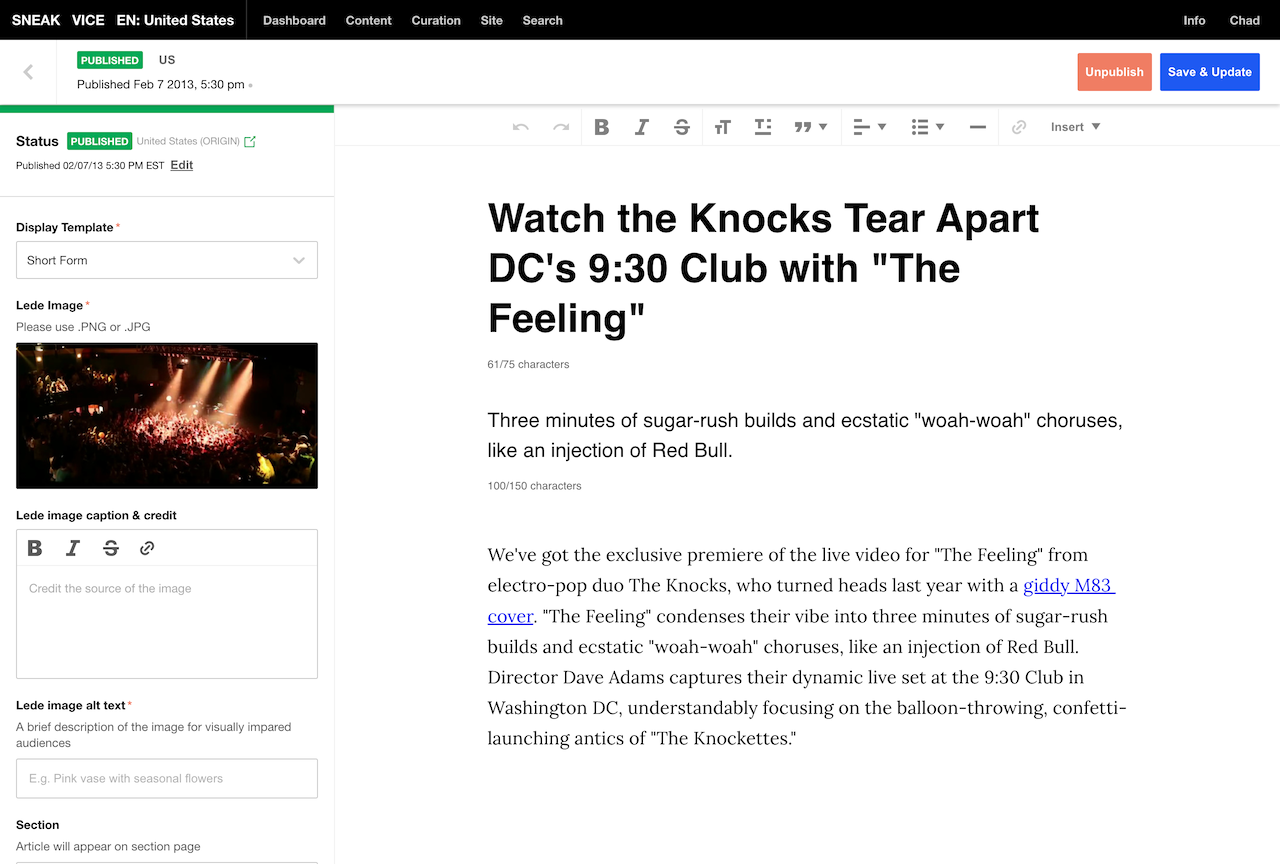 SNEAK VICE EN: United States Dashboard Content Curation Site Search Info Chad
PUBLISHED US
Published Feb 7 2013, 5:30 pm
Unpublish Save & Update
Status PUBLISHED United States (ORIGIN)
Published 02/07/13 5:30 PM EST Edit
B I S Insert
Display Template*
Short Form
Lede Image*
Please use .PNG or .JPG
Lede image caption & credit
B I S
Credit the source of the image
Lede image alt text*
A brief description of the image for visually impared
audiences
E.g. Pink vase with seasonal flowers
Section
Article will appear on section page
Watch the Knocks Tear Apart
DC's 9:30 Club with "The
Feeling"
61/75 characters
Three minutes of sugar-rush builds and ecstatic "woah-woah" choruses,
like an injection of Red Bull.
100/150 characters
We've got the exclusive premiere of the live video for "The Feeling" from
electro-pop duo The Knocks, who turned heads last year with a giddy M83
cover. "The Feeling" condenses their vibe into three minutes of sugar-rush
builds and ecstatic "woah-woah" choruses, like an injection of Red Bull.
Director Dave Adams captures their dynamic live set at the 9:30 Club in
Washington DC, understandably focusing on the balloon-throwing, confetti-
launching antics of "The Knockettes."